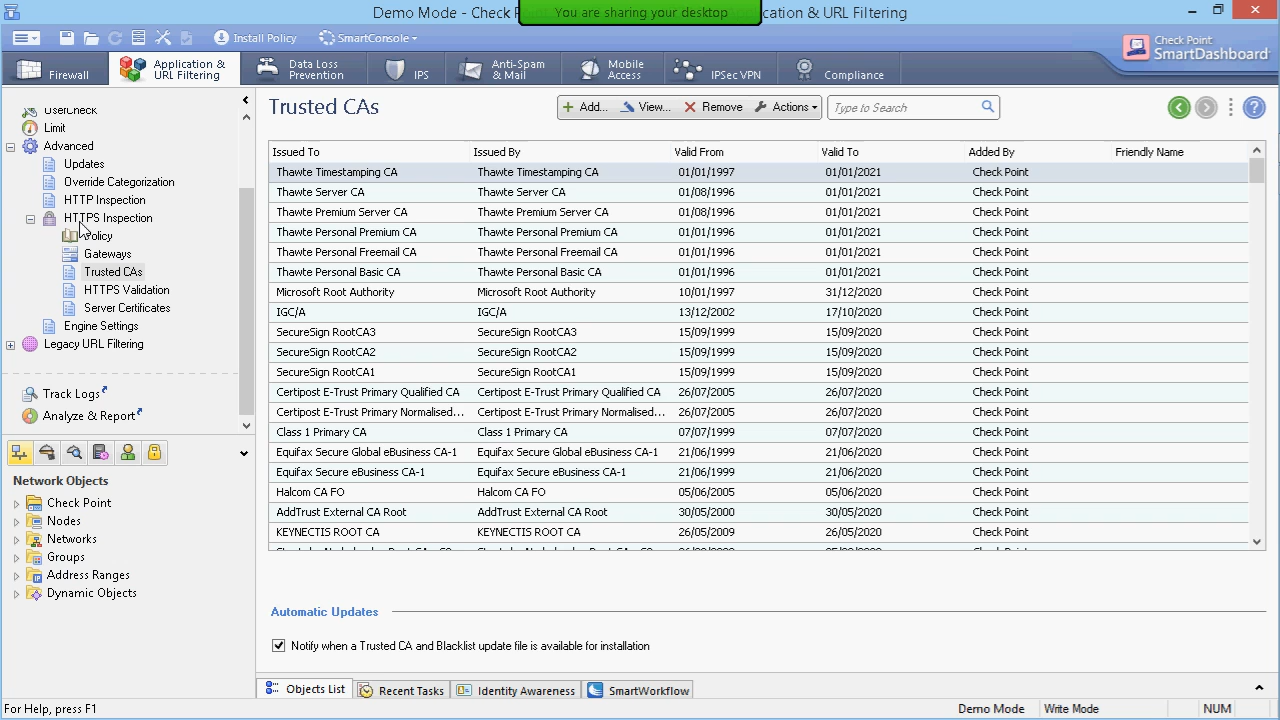 Demo Mode - Check P
You are sharing your desktop
ication & URL Filtering
Install Policy
SmartConsole
Firewall
Application & URL Filtering
Data Loss Prevention
IPS
Anti-Spam & Mail
Mobile Access
IPSec VPN
Compliance
Check Point
SmartDashboard
UserCheck
Limit
Advanced
Updates
Override Categorization
HTTP Inspection
HTTPS Inspection
Policy
Gateways
Trusted CAs
HTTPS Validation
Server Certificates
Engine Settings
Legacy URL Filtering
Track Logs
Analyze & Report
Network Objects
Check Point
Nodes
Networks
Groups
Address Ranges
Dynamic Objects
Trusted CAs
Add... View... Remove Actions
Type to Search
Issued To Issued By Valid From Valid To Added By Friendly Name
Thawte Timestamping CA Thawte Timestamping CA 01/01/1997 01/01/2021 Check Point
Thawte Server CA Thawte Server CA 01/08/1996 01/01/2021 Check Point
Thawte Premium Server CA Thawte Premium Server CA 01/08/1996 01/01/2021 Check Point
Thawte Personal Premium CA Thawte Personal Premium CA 01/01/1996 01/01/2021 Check Point
Thawte Personal Freemail CA Thawte Personal Freemail CA 01/01/1996 01/01/2021 Check Point
Thawte Personal Basic CA Thawte Personal Basic CA 01/01/1996 01/01/2021 Check Point
Microsoft Root Authority Microsoft Root Authority 10/01/1997 31/12/2020 Check Point
IGC/A IGC/A 13/12/2002 17/10/2020 Check Point
SecureSign RootCA3 SecureSign RootCA3 15/09/1999 15/09/2020 Check Point
SecureSign RootCA2 SecureSign RootCA2 15/09/1999 15/09/2020 Check Point
SecureSign RootCA1 SecureSign RootCA1 15/09/1999 15/09/2020 Check Point
Certipost E-Trust Primary Qualified CA Certipost E-Trust Primary Qualified CA 26/07/2005 26/07/2020 Check Point
Certipost E-Trust Primary Normalised... Certipost E-Trust Primary Normalised... 26/07/2005 26/07/2020 Check Point
Class 1 Primary CA Class 1 Primary CA 07/07/1999 07/07/2020 Check Point
Equifax Secure Global eBusiness CA-1 Equifax Secure Global eBusiness CA-1 21/06/1999 21/06/2020 Check Point
Equifax Secure eBusiness CA-1 Equifax Secure eBusiness CA-1 21/06/1999 21/06/2020 Check Point
Halcom CA FO Halcom CA FO 05/06/2005 05/06/2020 Check Point
AddTrust External CA Root AddTrust External CA Root 30/05/2000 30/05/2020 Check Point
KEYNECTIS ROOT CA KEYNECTIS ROOT CA 26/05/2009 26/05/2020 Check Point
Automatic Updates
Notify when a Trusted CA and Blacklist update file is available for installation
Objects List Recent Tasks Identity Awareness SmartWorkflow
For Help, press F1
Demo Mode Write Mode NUM